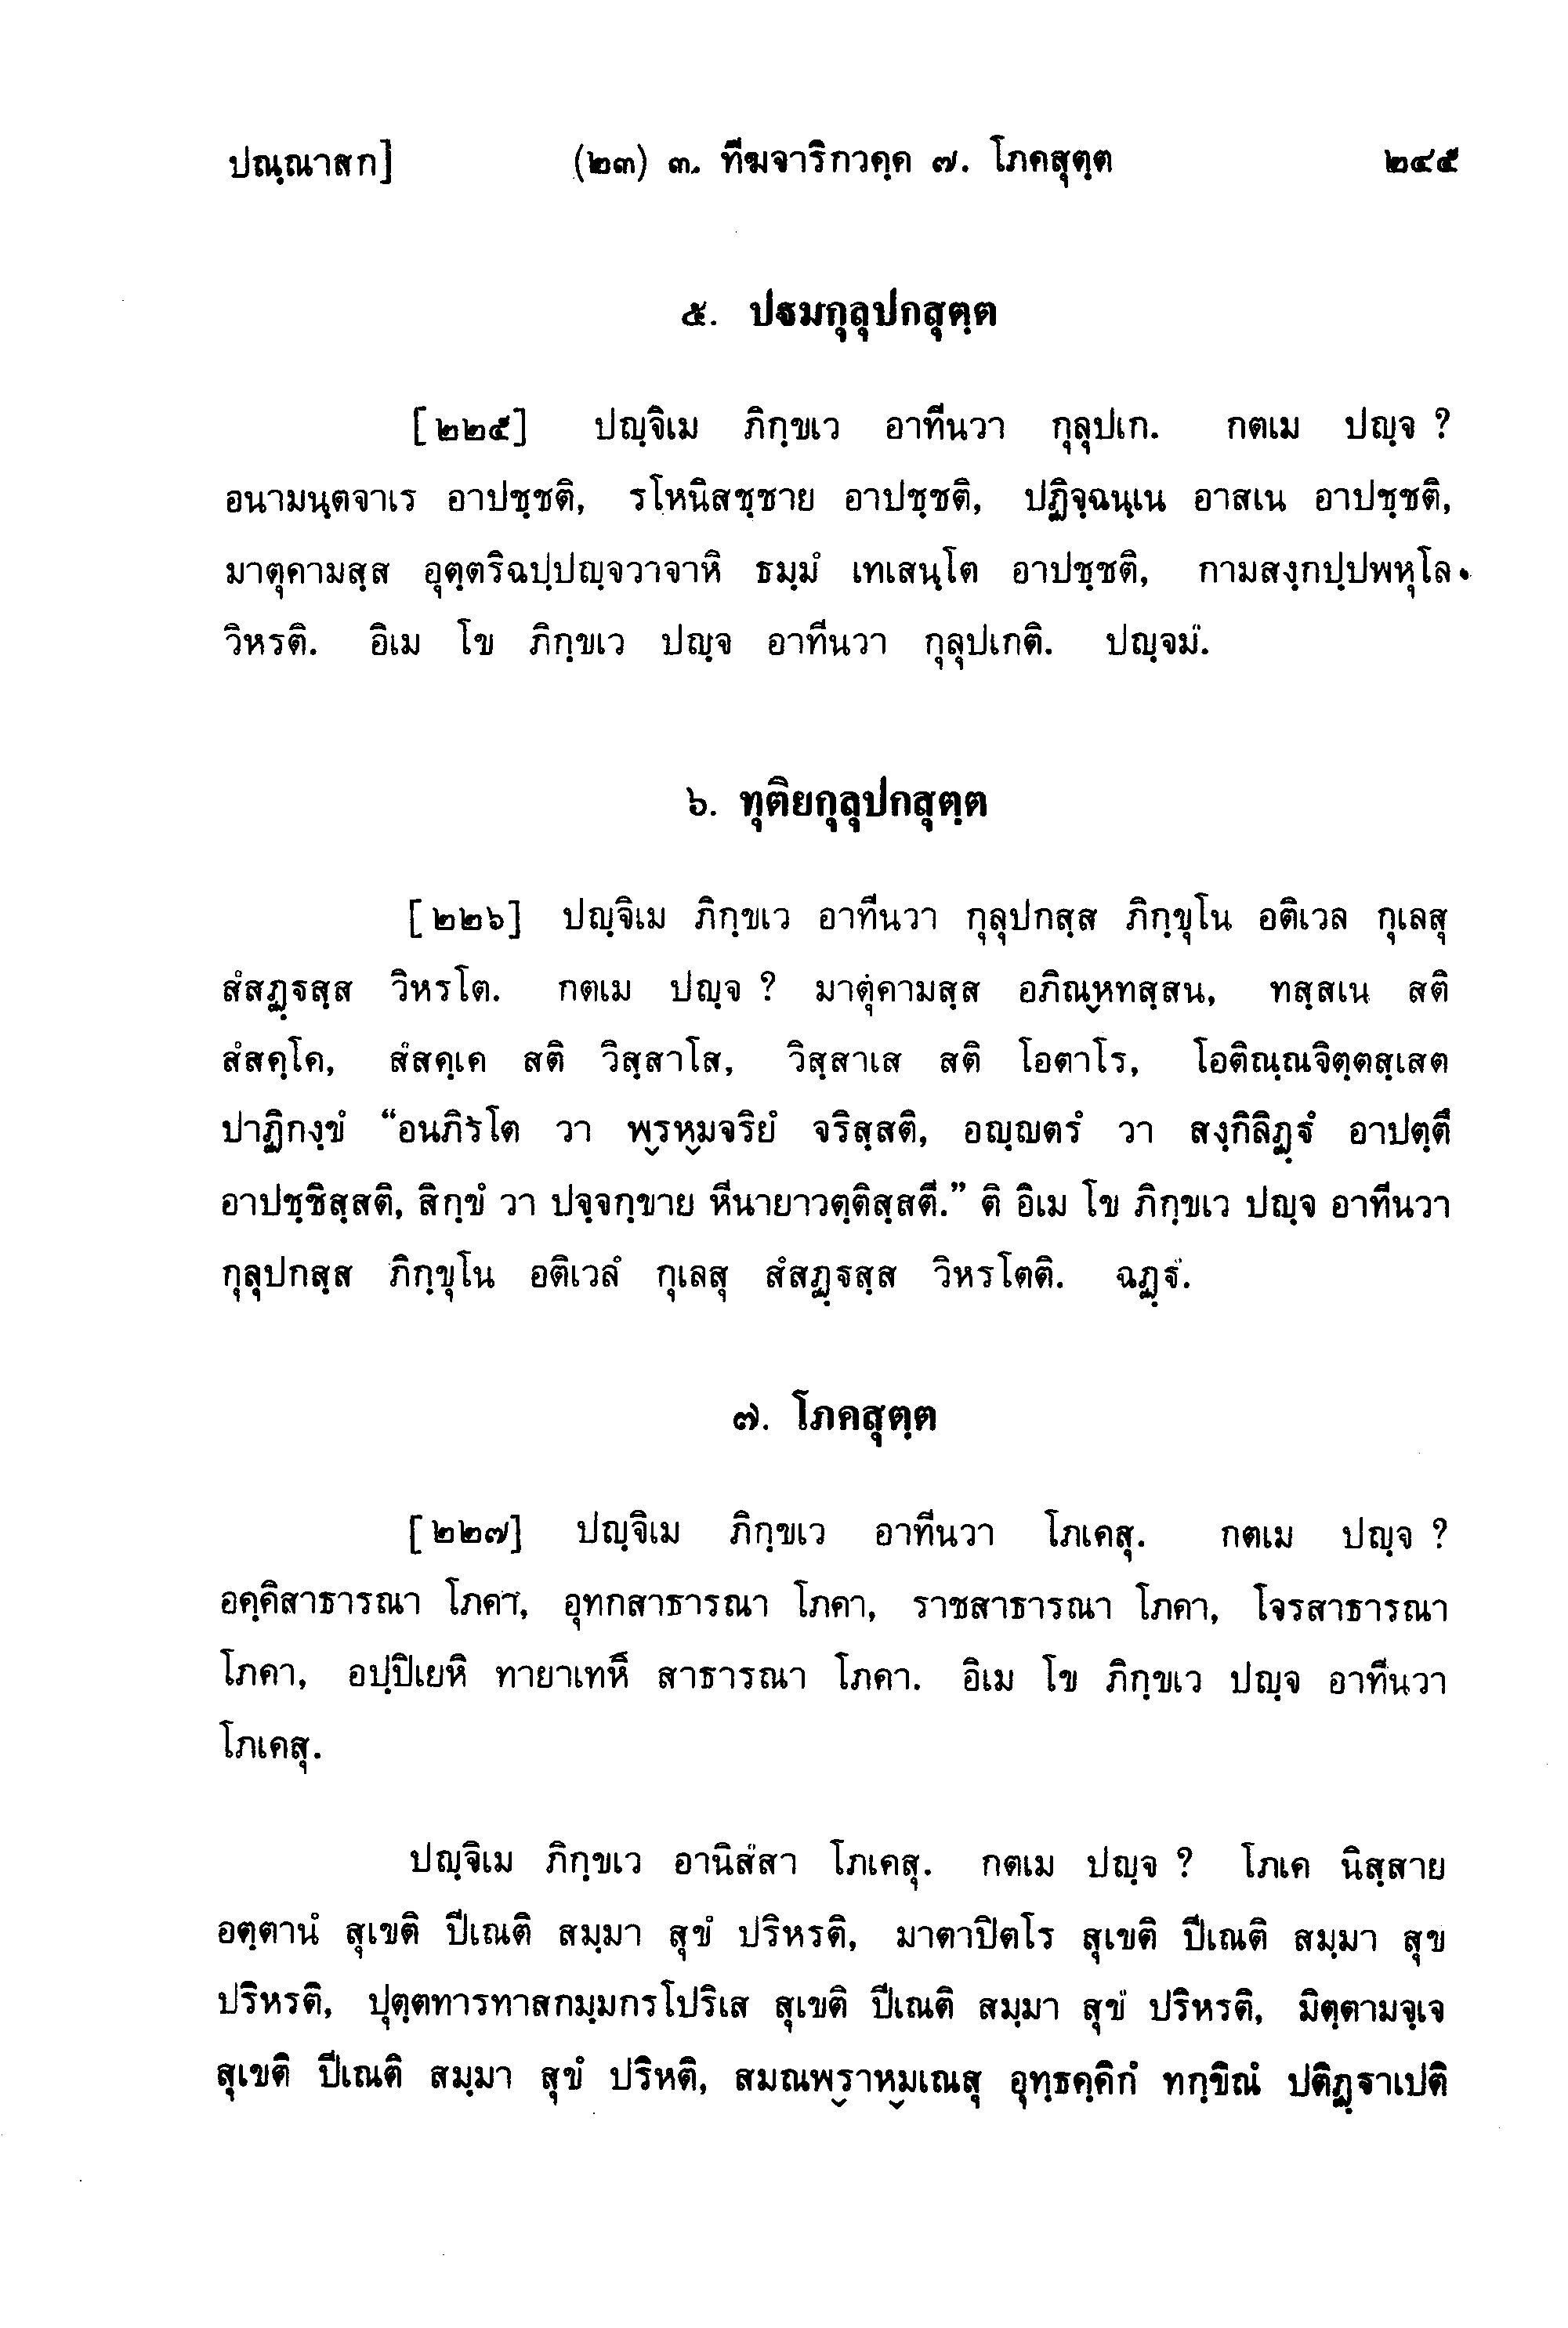 ปณฺณาสก] (๒๓) ๓. ทีฆจาริกวคฺค ๗. โภคสุตฺต ๒๔๕
๕. ปฐมกุลุปกสุตฺต
[๒๒๕] ปญฺจิเม ภิกฺขเว อาทีนวา กุลุปเก. กตเม ปญฺจ ?
อนามนฺตจาเร อาปชฺชติ, รโหนิสชฺชาย อาปชฺชติ, ปฏิจฺฉนฺเน อาสเน อาปชฺชติ,
มาตุคามสฺส อุตฺตริฉปฺปญฺจวาจาหิ ธมฺมํ เทเสนฺโต อาปชฺชติ, กามสงฺกปฺปพหุโล
วิหรติ. อิเม โข ภิกฺขเว ปญฺจ อาทีนวา กุลุปเกติ. ปญฺจมํ.
๖. ทุติยกุลุปกสุตฺต
[๒๒๖] ปญฺจิเม ภิกฺขเว อาทีนวา กุลุปกสฺส ภิกฺขุโน อติเวล กุเลสุ
สํสฏฺฐสฺส วิหรโต. กตเม ปญฺจ ? มาตุํคามสฺส อภิณฺหทสฺสน, ทสฺสเน สติ
สํสคฺโค, สํสคฺเค สติ วิสฺสาโส, วิสฺสาเส สติ โอตาโร, โอติณฺณจิตฺตสฺเสต
ปาฏิกงฺขํ “อนภิรโต วา พฺรหฺมจริยํ จริสฺสติ, อญฺญตรํ วา สงฺกิลิฏฺฐํ อาปตฺตึ
อาปชฺชิสฺสติ, สิกฺขํ วา ปจฺจกฺขาย หีนายาวตฺติสฺสตี.” ติ อิเม โข ภิกฺขเว ปญฺจ อาทีนวา
กุลุปกสฺส ภิกฺขุโน อติเวลํ กุเลสุ สํสฏฺฐสฺส วิหรโตติ. ฉฏฺฐํ.
๗. โภคสุตฺต
[๒๒๗] ปญฺจิเม ภิกฺขเว อาทีนวา โภเคสุ. กตเม ปญฺจ ?
อคฺคิสาธารณา โภคา, อุทกสาธารณา โภคา, ราชสาธารณา โภคา, โจรสาธารณา
โภคา, อปฺปิเยหิ ทายาเทหิ สาธารณา โภคา. อิเม โข ภิกฺขเว ปญฺจ อาทีนวา
โภเคสุ.
ปญฺจิเม ภิกฺขเว อานิสํสา โภเคสุ. กตเม ปญฺจ ? โภเค นิสฺสาย
อตฺตานํ สุเขติ ปีเณติ สมฺมา สุขํ ปริหรติ, มาตาปิตโร สุเขติ ปีเณติ สมฺมา สุข
ปริหรติ, ปุตฺตทารทาสกมฺมกรโปริเส สุเขติ ปีเณติ สมฺมา สุขํ ปริหรติ, มิตฺตามจฺเจ
สุเขติ ปีเณติ สมฺมา สุขํ ปริหติ, สมณพฺราหฺมเณสุ อุทฺธคฺคิกํ ทกฺขิณํ ปติฏฺฐาเปติ